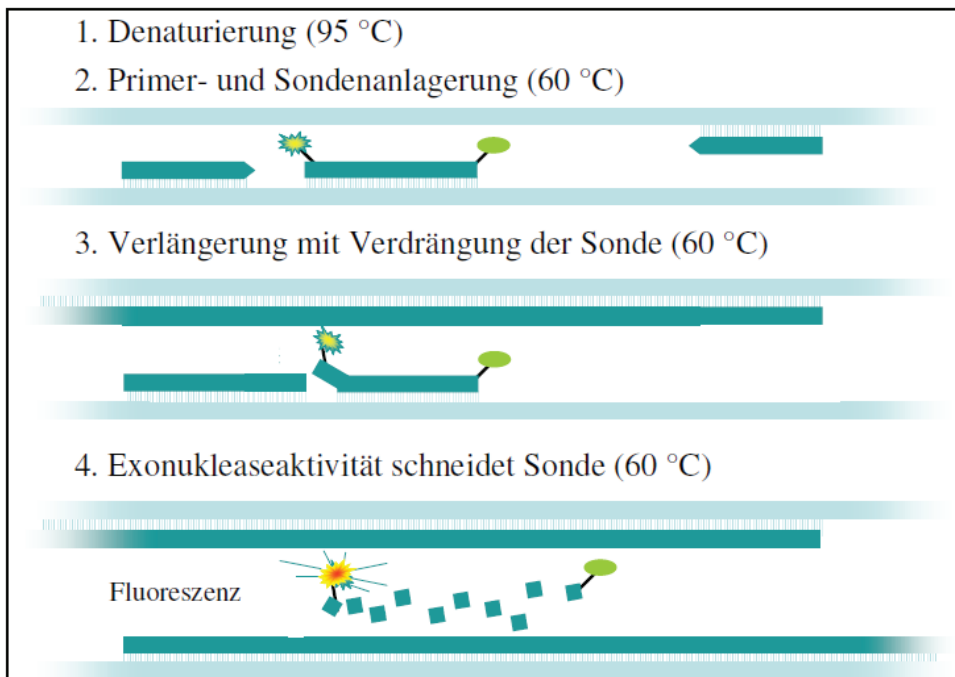 1. Denaturierung (95 °C)
2. Primer- und Sondenanlagerung (60 °C)
3. Verlängerung mit Verdrängung der Sonde (60 °C)
4. Exonukleaseaktivität schneidet Sonde (60 °C)
Fluoreszenz